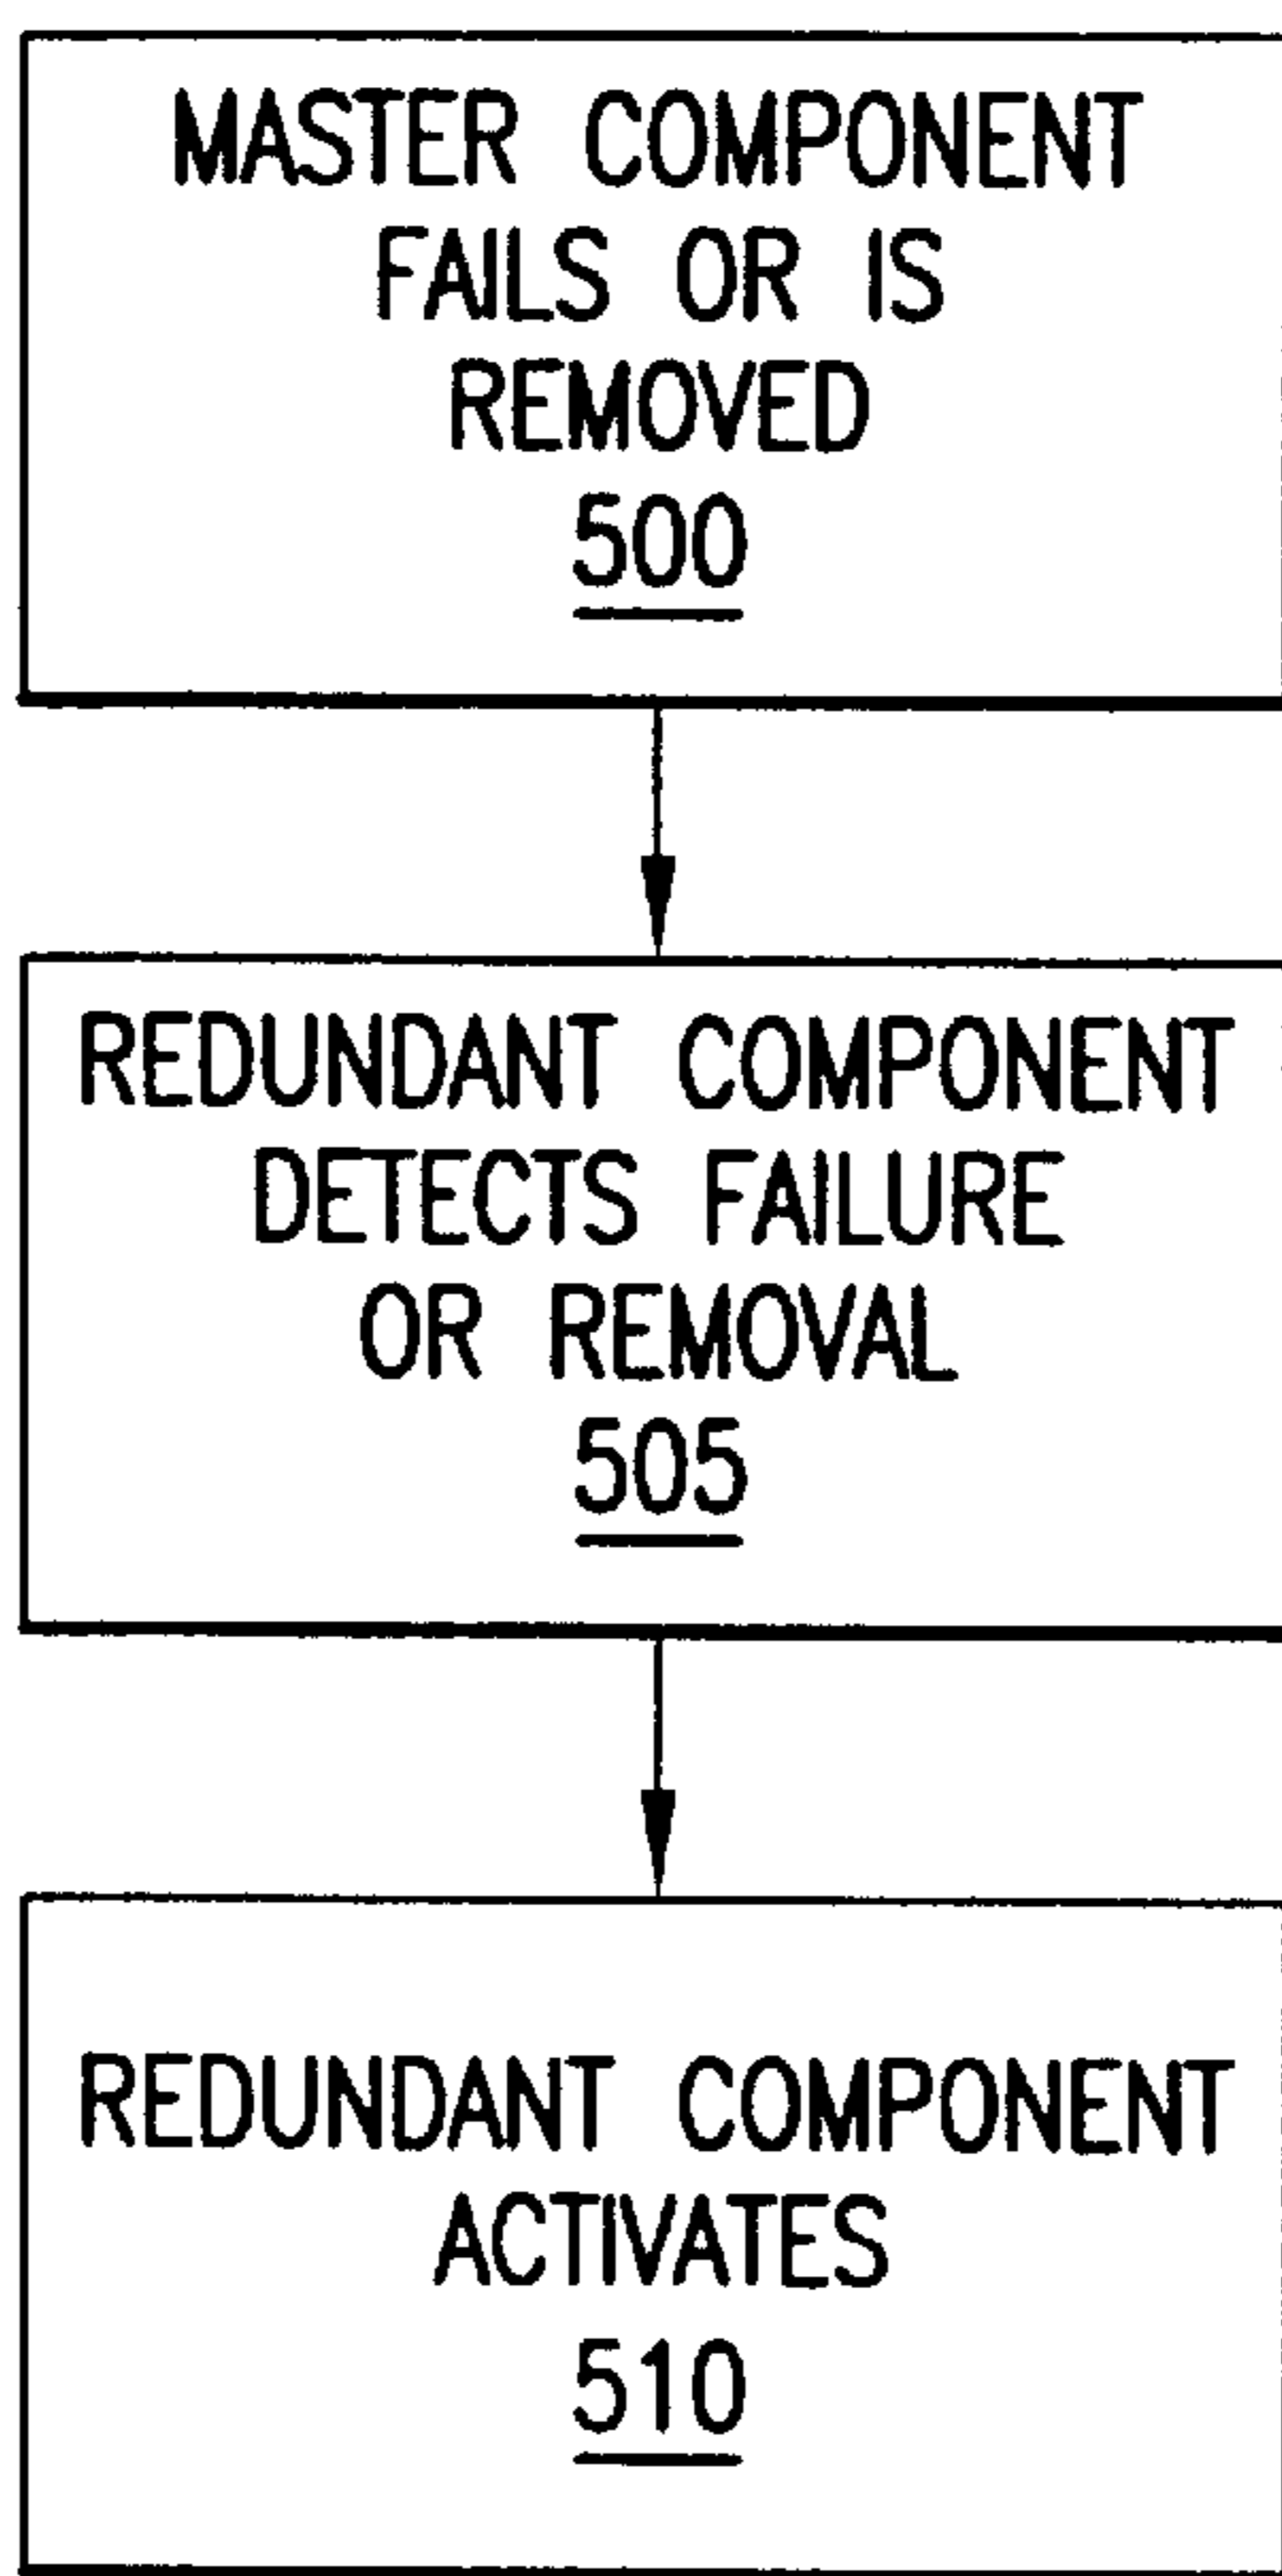 MASTER COMPONENT
FAILS OR IS
REMOVED
500
REDUNDANT COMPONENT
DETECTS FAILURE
OR REMOVAL
505
REDUNDANT COMPONENT
ACTIVATES
510